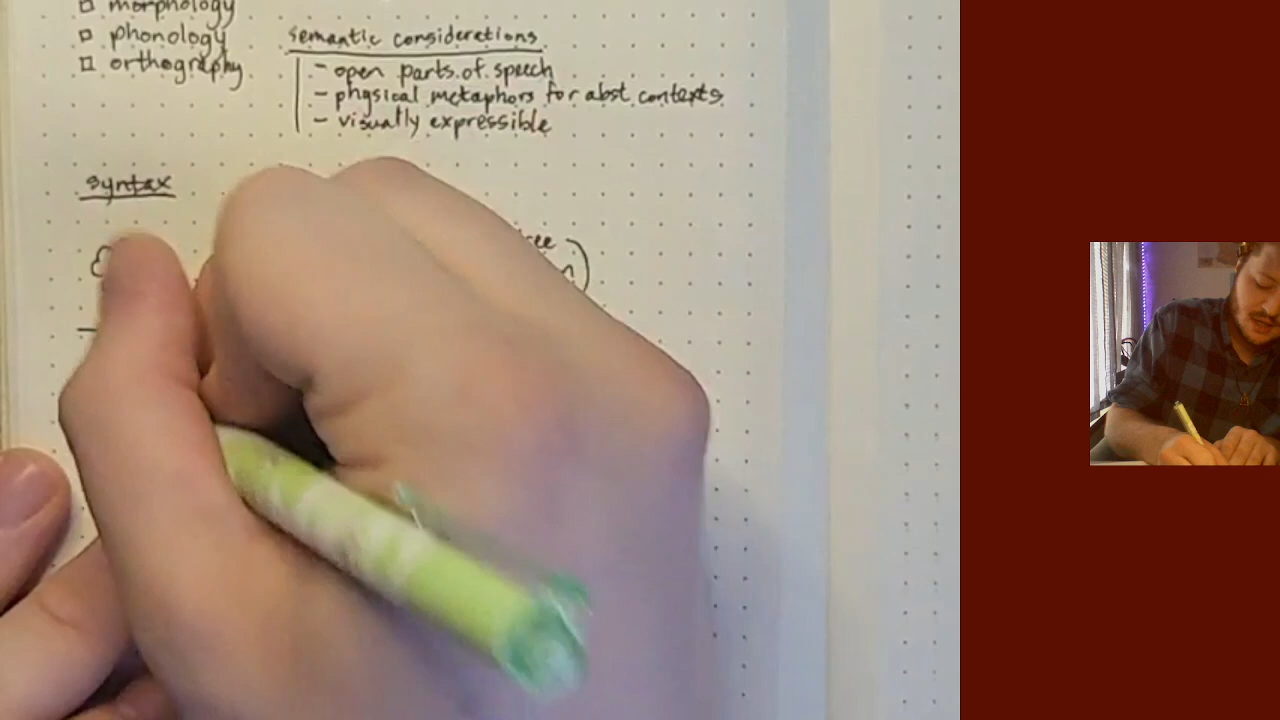 morphology
phonology
orthography
semantic considerations
- open parts of speech
- physical metaphors for abst. contexts
- visually expressible
syntax